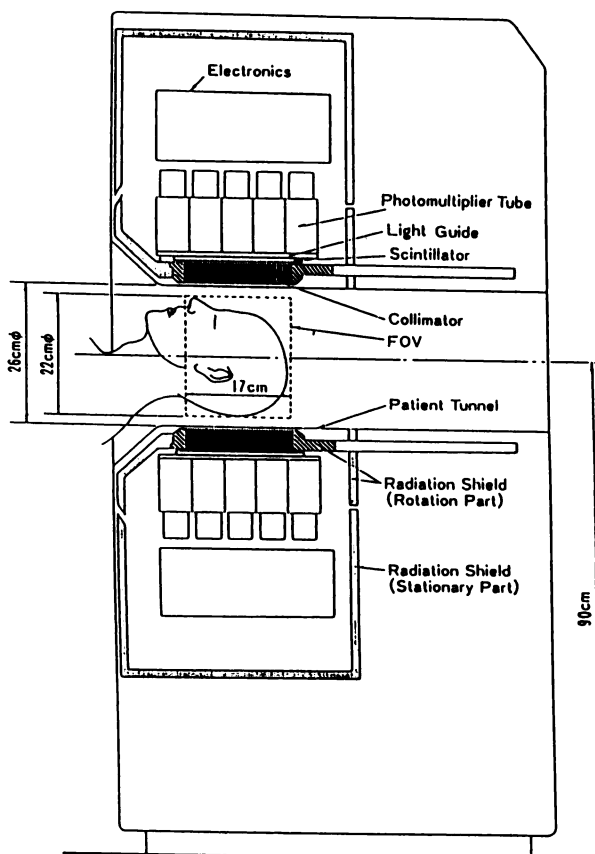 Electronics
Photomultiplier Tube
Light Guide
Scintillator
Collimator
FOV
26cmφ
22cmφ
17cm
Patient Tunnel
Radiation Shield
(Rotation Part)
Radiation Shield
(Stationary Part)
90cm